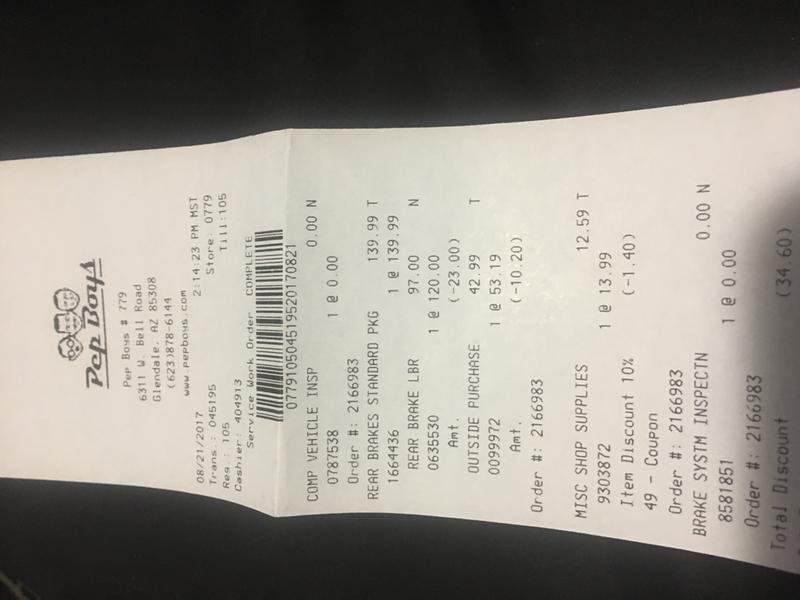 Pep Boys
Pep Boys # 779
6311 W. Bell Road
Glendale, AZ 85308
(623)878-6144
www.pepboys.com
08/21/2017 2:14:23 PM MST
Trans.: 045195 Store: 0779
Reg.: 105 Till:105
Cashier: 404913
Service Work Order COMPLETE
077910504519520170821
COMP VEHICLE INSP 0.00 N
0787538 1 @ 0.00
Order #: 2166983
REAR BRAKES STANDARD PKG 139.99 T
1664436 1 @ 139.99
REAR BRAKE LBR 97.00 N
0635530 1 @ 120.00
Amt. (-23.00)
OUTSIDE PURCHASE 42.99 T
0099972 1 @ 53.19
Amt. (-10.20)
Order #: 2166983
MISC SHOP SUPPLIES 12.59 T
9303872 1 @ 13.99
Item Discount 10% (-1.40)
49 - Coupon
Order #: 2166983
BRAKE SYSTM INSPECTN 0.00 N
8581851 1 @ 0.00
Order #: 2166983
Total Discount (34.60)